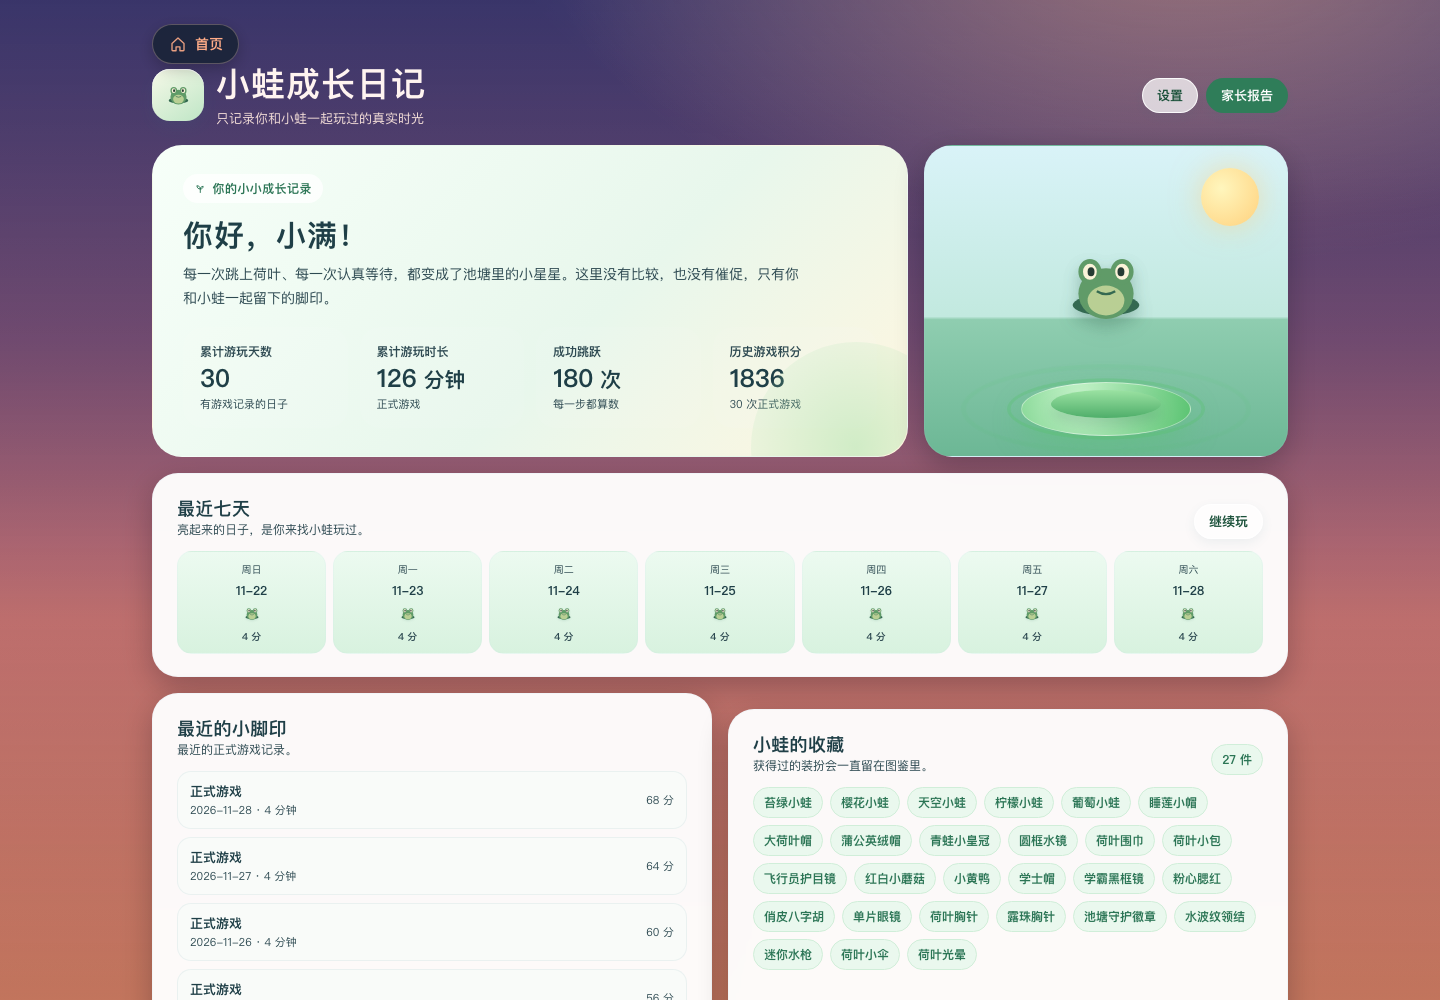 首页
小蛙成长日记
只记录你和小蛙一起玩过的真实时光
设置
家长报告
你的小小成长记录
你好，小满！
每一次跳上荷叶、每一次认真等待，都变成了池塘里的小星星。这里没有比较，也没有催促，只有你
和小蛙一起留下的脚印。
累计游玩天数
30
有游戏记录的日子
累计游玩时长
126 分钟
正式游戏
成功跳跃
180 次
每一步都算数
历史游戏积分
1836
30 次正式游戏
最近七天
亮起来的日子，是你来找小蛙玩过。
继续玩
周日
11-22
4 分
周一
11-23
4 分
周二
11-24
4 分
周三
11-25
4 分
周四
11-26
4 分
周五
11-27
4 分
周六
11-28
4 分
最近的小脚印
最近的正式游戏记录。
正式游戏
2026-11-28 · 4 分钟
68 分
正式游戏
2026-11-27 · 4 分钟
64 分
正式游戏
2026-11-26 · 4 分钟
60 分
正式游戏
56 分
小蛙的收藏
获得过的装扮会一直留在图鉴里。
27 件
苔绿小蛙
樱花小蛙
天空小蛙
柠檬小蛙
葡萄小蛙
睡莲小帽
大荷叶帽
蒲公英绒帽
青蛙小皇冠
圆框水镜
荷叶围巾
荷叶小包
飞行员护目镜
红白小蘑菇
小黄鸭
学士帽
学霸黑框镜
粉心腮红
俏皮八字胡
单片眼镜
荷叶胸针
露珠胸针
池塘守护徽章
水波纹领结
迷你水枪
荷叶小伞
荷叶光晕